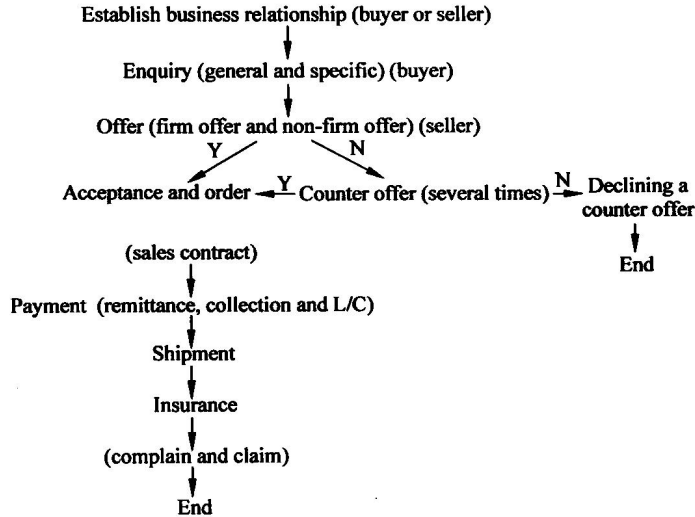 Establish business relationship (buyer or seller)
Enquiry (general and specific) (buyer)
Offer (firm offer and non-firm offer) (seller)
Y N
Acceptance and order Y Counter offer (several times) N Declining a
counter offer
End
(sales contract)
Payment (remittance, collection and L/C)
Shipment
Insurance
(complain and claim)
End